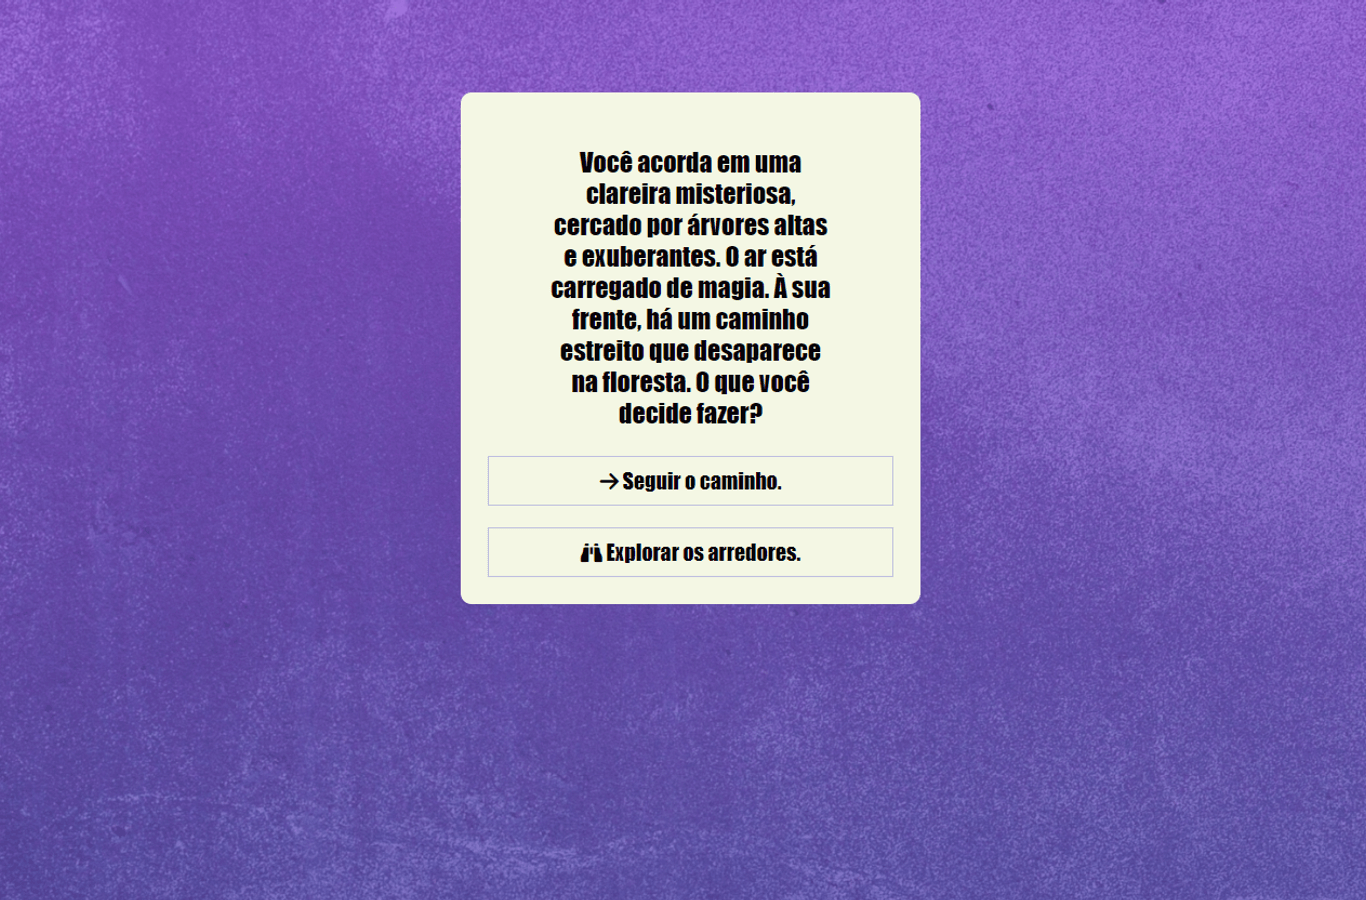 Você acorda em uma
clareira misteriosa,
cercado por árvores altas
e exuberantes. O ar está
carregado de magia. À sua
frente, há um caminho
estreito que desaparece
na floresta. O que você
decide fazer?
Seguir o caminho.
Explorar os arredores.